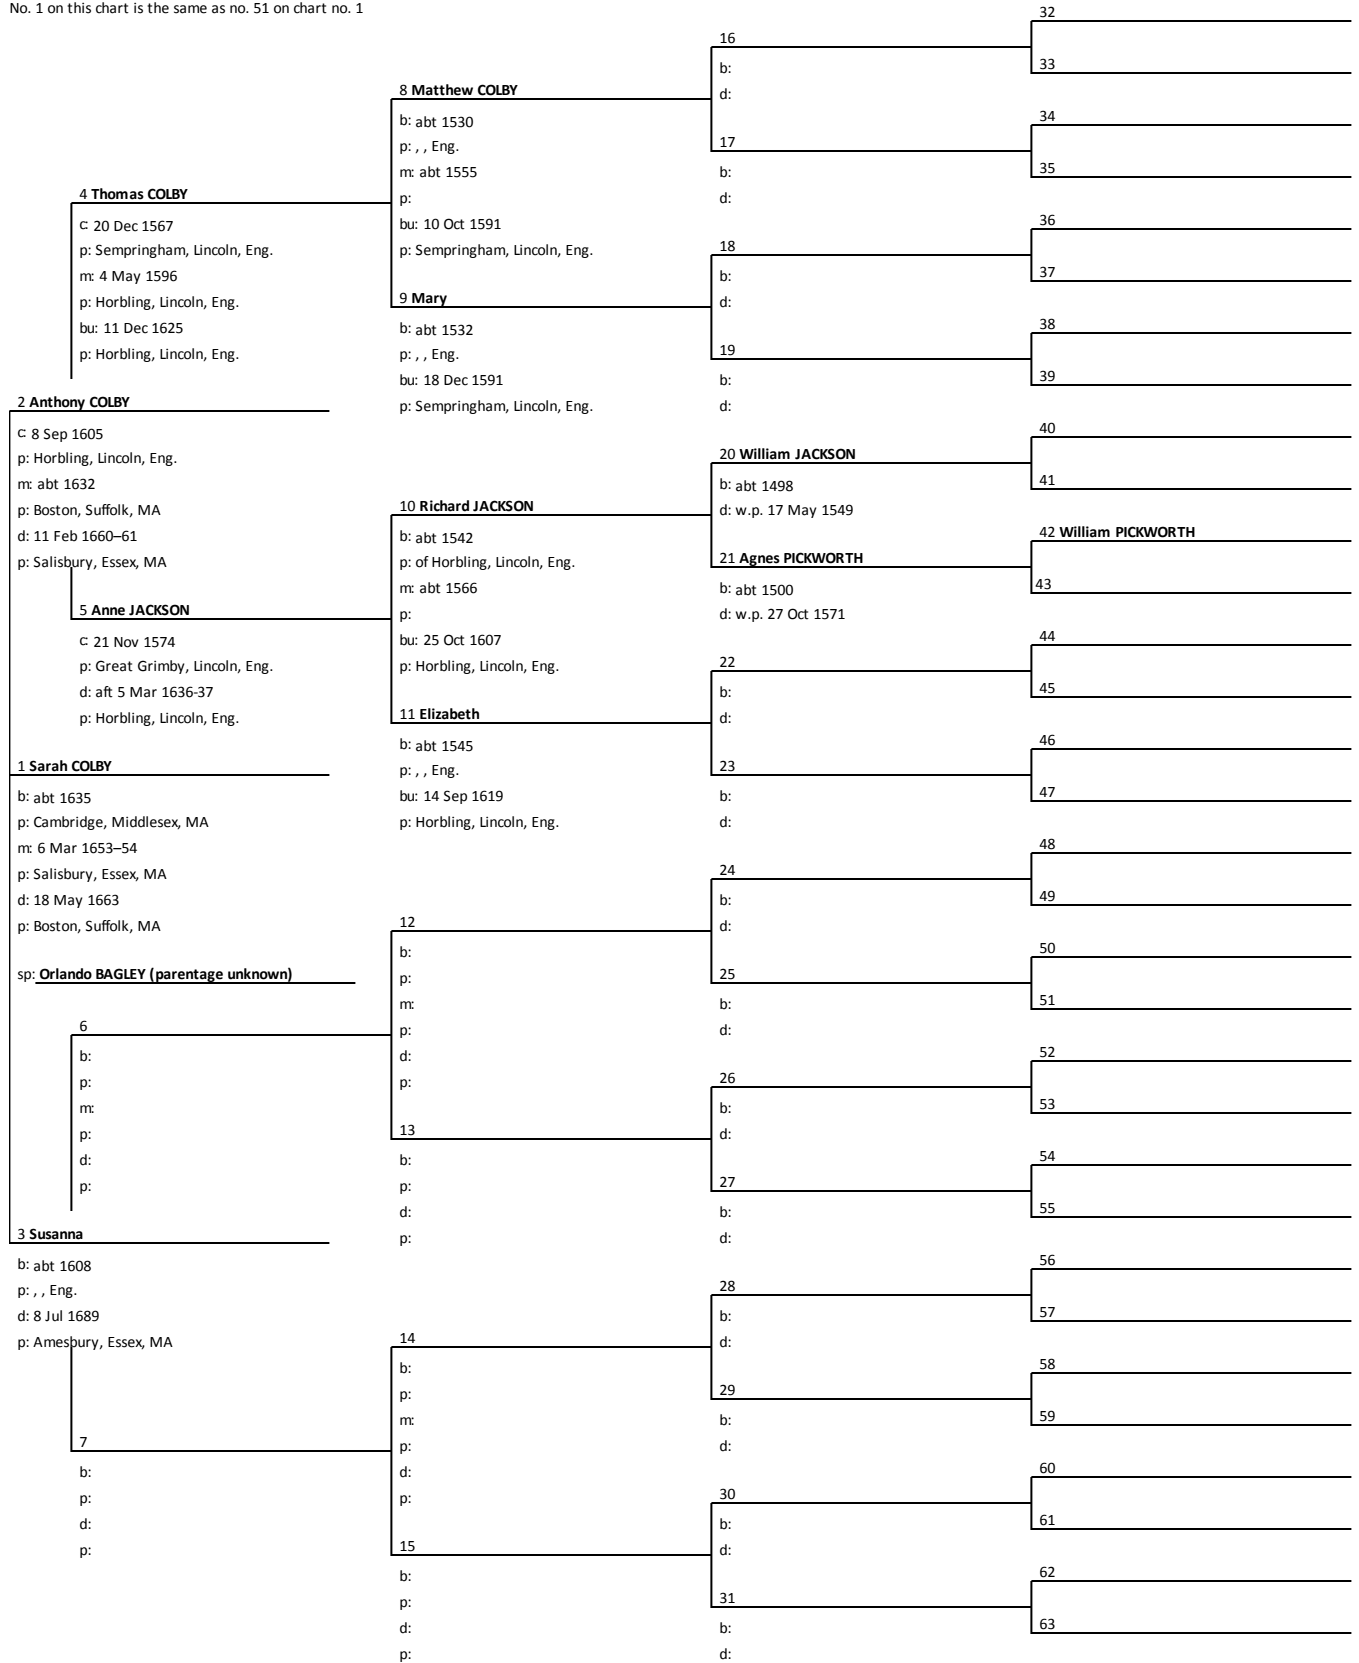 No. 1 on this chart is the same as no. 51 on chart no. 1
4 Thomas COLBY
c: 20 Dec 1567
p: Sempringham, Lincoln, Eng.
m: 4 May 1596
p: Horbling, Lincoln, Eng.
bu: 11 Dec 1625
p: Horbling, Lincoln, Eng.
2 Anthony COLBY
c: 8 Sep 1605
p: Horbling, Lincoln, Eng.
m: abt 1632
p: Boston, Suffolk, MA
d: 11 Feb 1660–61
p: Salisbury, Essex, MA
5 Anne JACKSON
c: 21 Nov 1574
p: Great Grimby, Lincoln, Eng.
d: aft 5 Mar 1636-37
p: Horbling, Lincoln, Eng.
1 Sarah COLBY
b: abt 1635
p: Cambridge, Middlesex, MA
m: 6 Mar 1653–54
p: Salisbury, Essex, MA
d: 18 May 1663
p: Boston, Suffolk, MA
sp: Orlando BAGLEY (parentage unknown)
6
b:
p:
m:
p:
d:
p:
3 Susanna
b: abt 1608
p: , , Eng.
d: 8 Jul 1689
p: Amesbury, Essex, MA
7
b:
p:
d:
p:
8 Matthew COLBY
b: abt 1530
p: , , Eng.
m: abt 1555
p:
bu: 10 Oct 1591
p: Sempringham, Lincoln, Eng.
9 Mary
b: abt 1532
p: , , Eng.
bu: 18 Dec 1591
p: Sempringham, Lincoln, Eng.
10 Richard JACKSON
b: abt 1542
p: of Horbling, Lincoln, Eng.
m: abt 1566
p:
bu: 25 Oct 1607
p: Horbling, Lincoln, Eng.
11 Elizabeth
b: abt 1545
p: , , Eng.
bu: 14 Sep 1619
p: Horbling, Lincoln, Eng.
12
b:
p:
m:
p:
d:
p:
13
b:
p:
d:
p:
14
b:
p:
m:
p:
d:
p:
15
b:
p:
d:
p:
16
b:
d:
17
b:
d:
18
b:
d:
19
b:
d:
20 William JACKSON
b: abt 1498
d: w.p. 17 May 1549
21 Agnes PICKWORTH
b: abt 1500
d: w.p. 27 Oct 1571
22
b:
d:
23
b:
d:
24
b:
d:
25
b:
d:
26
b:
d:
27
b:
d:
28
b:
d:
29
b:
d:
30
b:
d:
31
b:
d:
32
33
34
35
36
37
38
39
40
41
42 William PICKWORTH
43
44
45
46
47
48
49
50
51
52
53
54
55
56
57
58
59
60
61
62
63